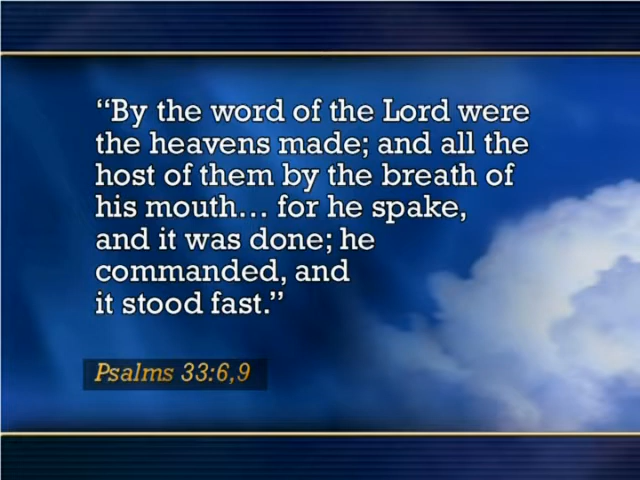 “By the word of the Lord were
the heavens made; and all the
host of them by the breath of
his mouth... for he spake,
and it was done; he
commanded, and
it stood fast.”
Psalms 33:6,9